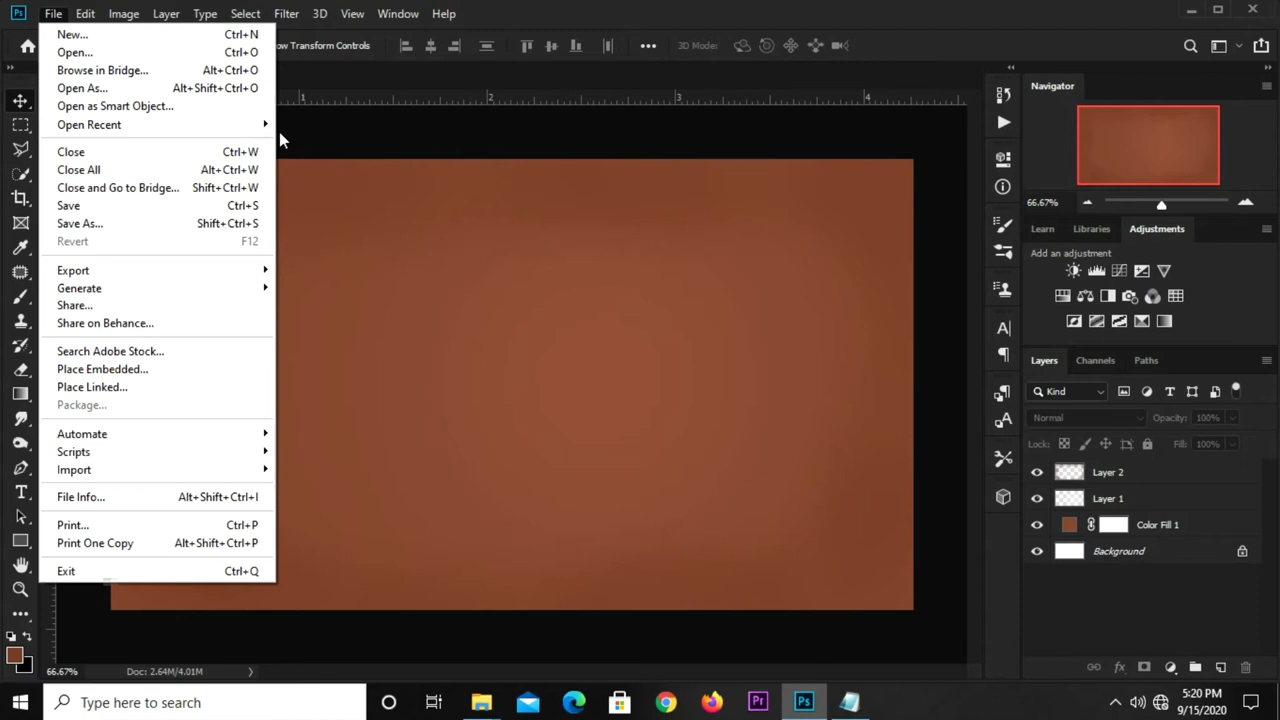 Ps File Edit Image Layer Type Select Filter 3D View Window Help
ow Transform Controls 3D Mode:
New... Ctrl+N
Open... Ctrl+O
Browse in Bridge... Alt+Ctrl+O
Open As... Alt+Shift+Ctrl+O
Open as Smart Object...
Open Recent
Close Ctrl+W
Close All Alt+Ctrl+W
Close and Go to Bridge... Shift+Ctrl+W
Save Ctrl+S
Save As... Shift+Ctrl+S
Revert F12
Export
Generate
Share...
Share on Behance...
Search Adobe Stock...
Place Embedded...
Place Linked...
Package...
Automate
Scripts
Import
File Info... Alt+Shift+Ctrl+I
Print... Ctrl+P
Print One Copy Alt+Shift+Ctrl+P
Exit Ctrl+Q
1 2 3 4
Navigator
66.67%
Learn Libraries Adjustments
Add an adjustment
Layers Channels Paths
Kind
Normal Opacity: 100%
Lock: Fill: 100%
Layer 2
Layer 1
Color Fill 1
Background
66.67% Doc: 2.64M/4.01M
Type here to search
Pr Ps
5:20 PM
9/15/2020